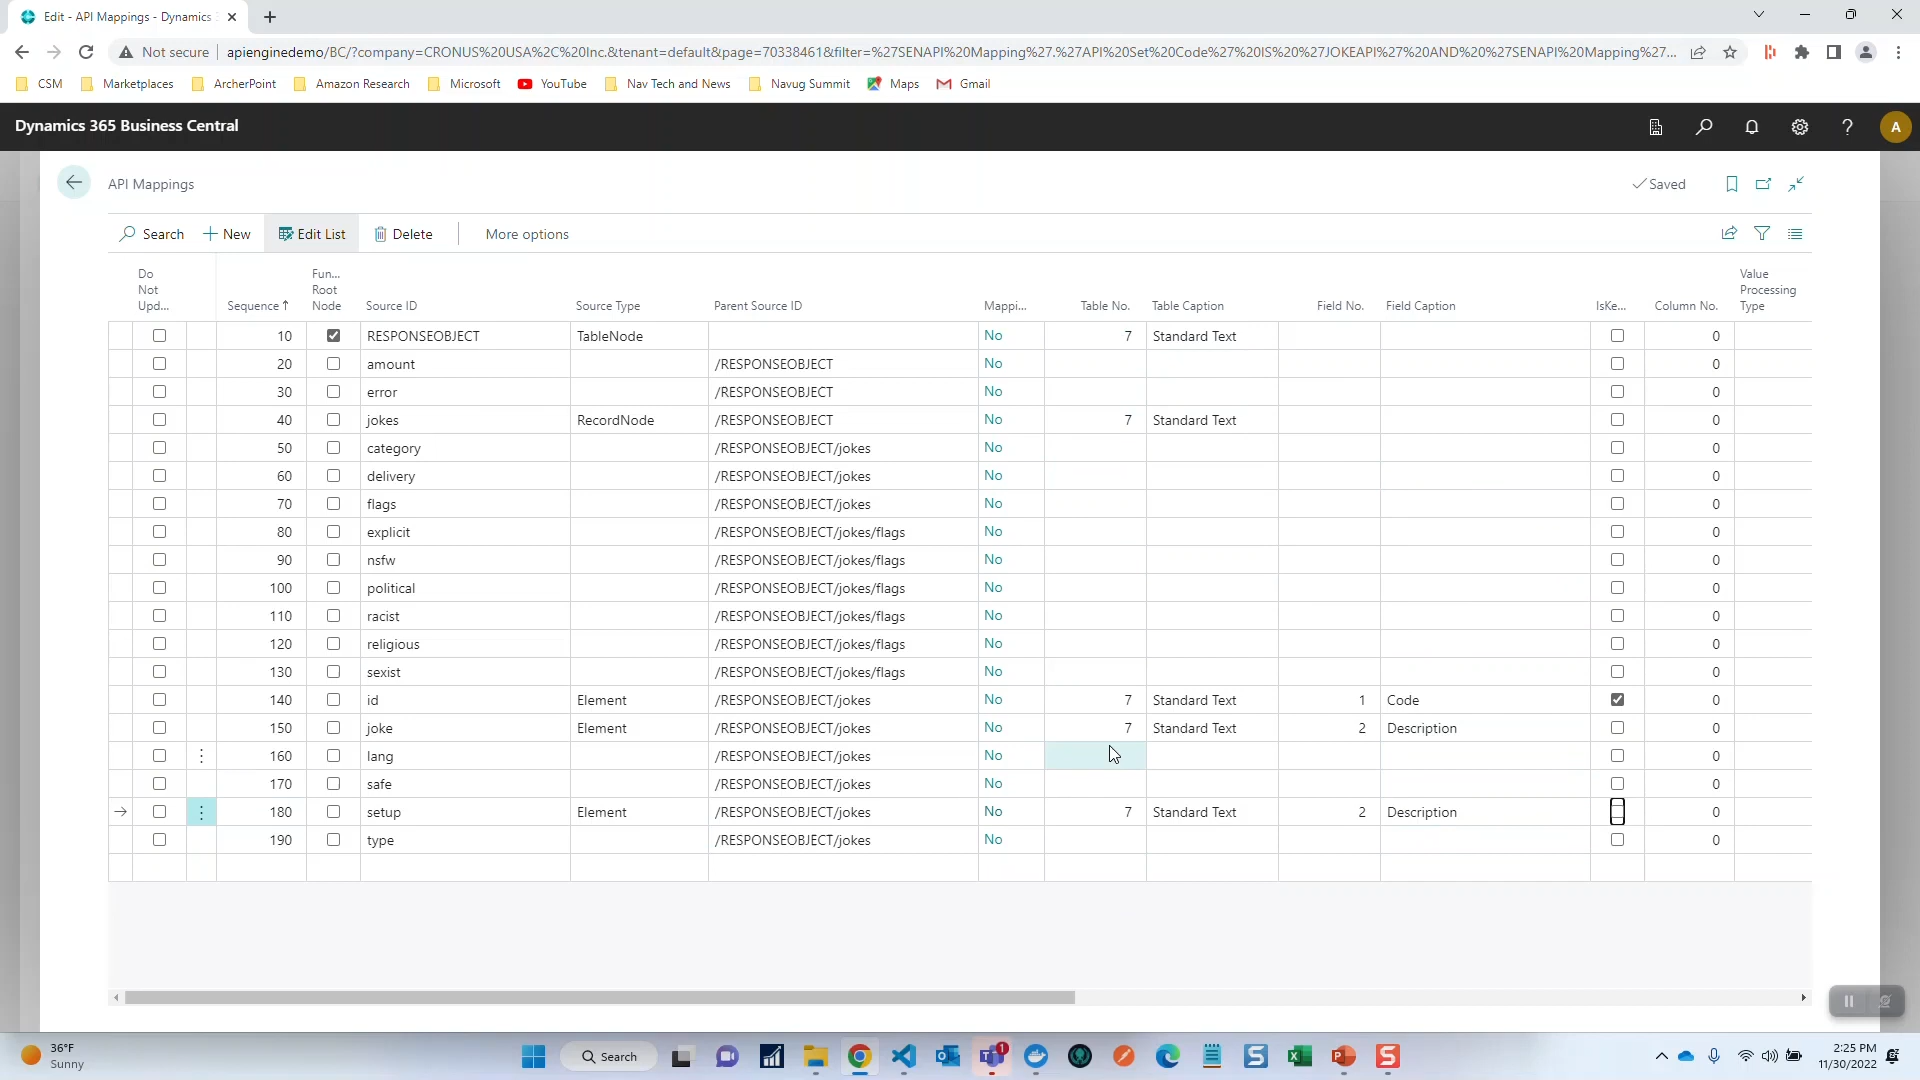 Edit - API Mappings - Dynamics
Not secure
apienginedemo/BC/?company=CRONUS%20USA%2C%20Inc.&tenant=default&page=70338461&filter=%27SENAPI%20Mapping%27.%27API%20Set%20Code%27%20IS%20%27JOKEAPI%27%20AND%20%27SENAPI%20Mapping%27...
CSM Marketplaces ArcherPoint Amazon Research Microsoft YouTube Nav Tech and News Navug Summit Maps Gmail
Dynamics 365 Business Central
A
API Mappings
Saved
Search New Edit List Delete More options
Do Not Upd... Sequence↑ Fun... Root Node Source ID Source Type Parent Source ID Mappi... Table No. Table Caption Field No. Field Caption IsKe... Column No. Value Processing Type
10 RESPONSEOBJECT TableNode No 7 Standard Text 0
20 amount /RESPONSEOBJECT No 0
30 error /RESPONSEOBJECT No 0
40 jokes RecordNode /RESPONSEOBJECT No 7 Standard Text 0
50 category /RESPONSEOBJECT/jokes No 0
60 delivery /RESPONSEOBJECT/jokes No 0
70 flags /RESPONSEOBJECT/jokes No 0
80 explicit /RESPONSEOBJECT/jokes/flags No 0
90 nsfw /RESPONSEOBJECT/jokes/flags No 0
100 political /RESPONSEOBJECT/jokes/flags No 0
110 racist /RESPONSEOBJECT/jokes/flags No 0
120 religious /RESPONSEOBJECT/jokes/flags No 0
130 sexist /RESPONSEOBJECT/jokes/flags No 0
140 id Element /RESPONSEOBJECT/jokes No 7 Standard Text 1 Code 0
150 joke Element /RESPONSEOBJECT/jokes No 7 Standard Text 2 Description 0
160 lang /RESPONSEOBJECT/jokes No 0
170 safe /RESPONSEOBJECT/jokes No 0
180 setup Element /RESPONSEOBJECT/jokes No 7 Standard Text 2 Description 0
190 type /RESPONSEOBJECT/jokes No 0
36°F
Sunny
Search
1
2:25 PM
11/30/2022